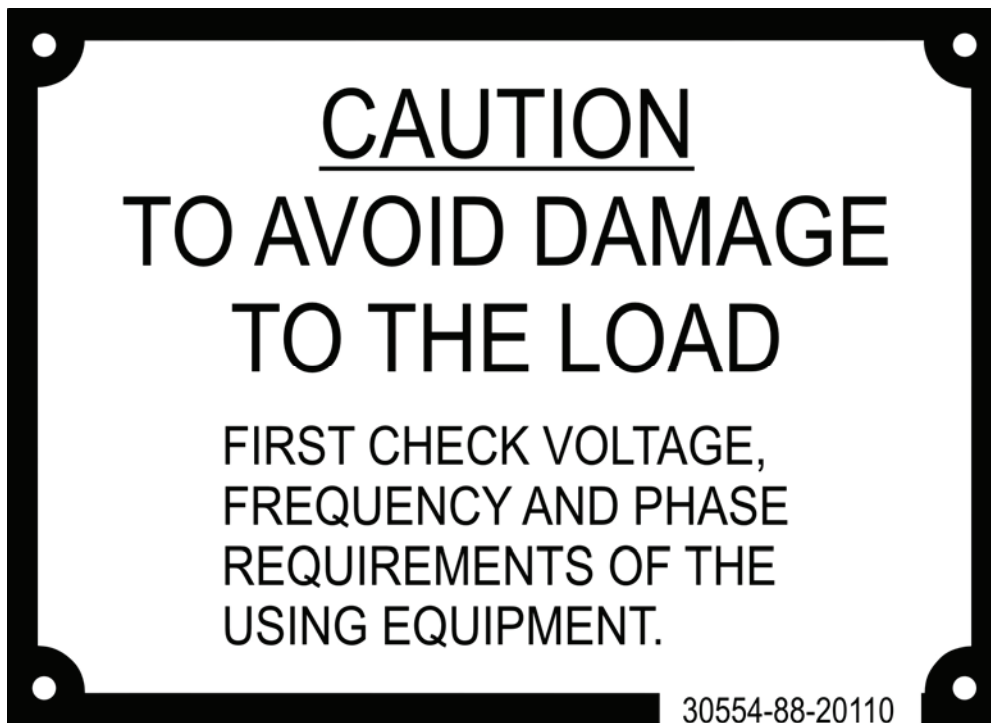 CAUTION
TO AVOID DAMAGE
TO THE LOAD
FIRST CHECK VOLTAGE,
FREQUENCY AND PHASE
REQUIREMENTS OF THE
USING EQUIPMENT.
30554-88-20110